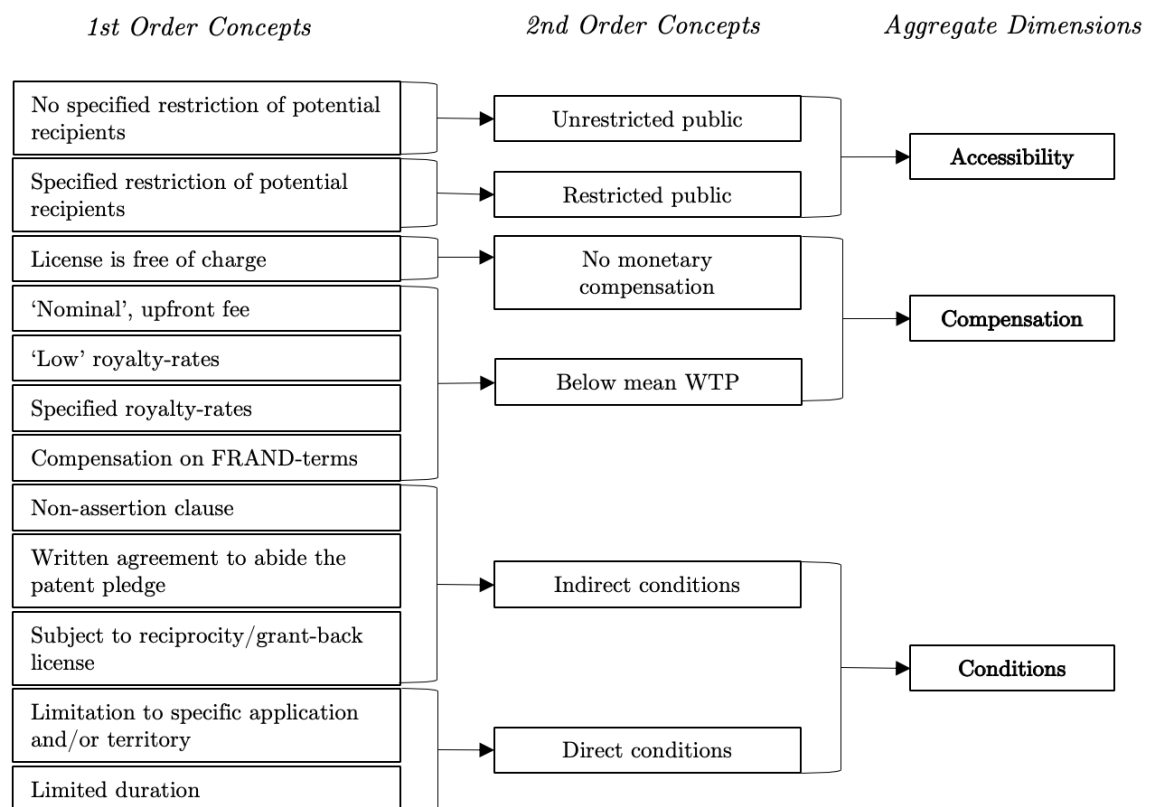 1st Order Concepts
2nd Order Concepts
Aggregate Dimensions
No specified restriction of potential
recipients
Unrestricted public
Accessibility
Specified restriction of potential
recipients
Restricted public
License is free of charge
No monetary
compensation
‘Nominal’, upfront fee
Compensation
‘Low’ royalty-rates
Below mean WTP
Specified royalty-rates
Compensation on FRAND-terms
Non-assertion clause
Written agreement to abide the
patent pledge
Indirect conditions
Subject to reciprocity/grant-back
license
Conditions
Limitation to specific application
and/or territory
Direct conditions
Limited duration